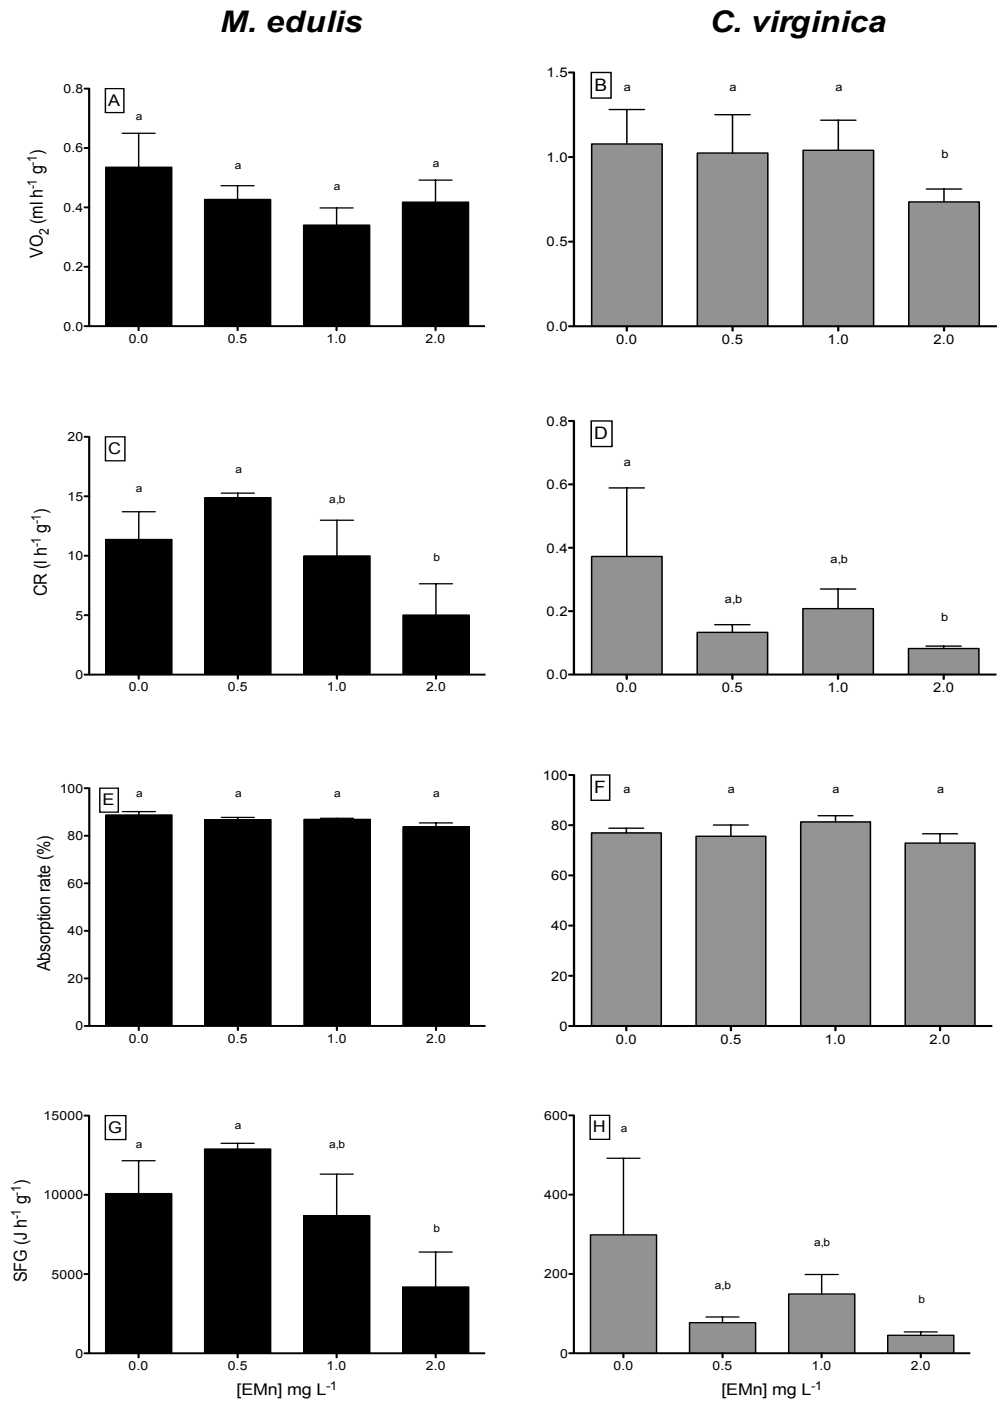 M. edulis
C. virginica
A
VO2 (ml h-1 g-1)
0.8
0.6
0.4
0.2
0.0
a
a
a
a
0.0 0.5 1.0 2.0
B
1.5
1.0
0.5
0.0
a
a
a
b
0.0 0.5 1.0 2.0
C
CR (l h-1 g-1)
20
15
10
5
0
a
a
a,b
b
0.0 0.5 1.0 2.0
D
0.8
0.6
0.4
0.2
0.0
a
a,b
a,b
b
0.0 0.5 1.0 2.0
E
Absorption rate (%)
100
80
60
40
20
0
a
a
a
a
0.0 0.5 1.0 2.0
F
100
80
60
40
20
0
a
a
a
a
0.0 0.5 1.0 2.0
G
SFG (J h-1 g-1)
15000
10000
5000
0
a
a
a,b
b
0.0 0.5 1.0 2.0
[EMn] mg L-1
H
600
400
200
0
a
a,b
a,b
b
0.0 0.5 1.0 2.0
[EMn] mg L-1